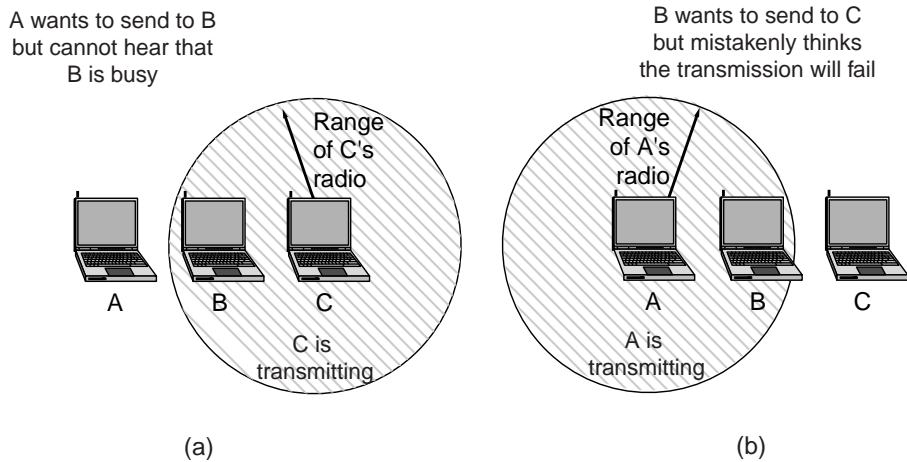 A wants to send to B
but cannot hear that
B is busy
Range
of C's
radio
A
B
C
C is
transmitting
(a)
B wants to send to C
but mistakenly thinks
the transmission will fail
Range
of A's
radio
A
B
C
A is
transmitting
(b)